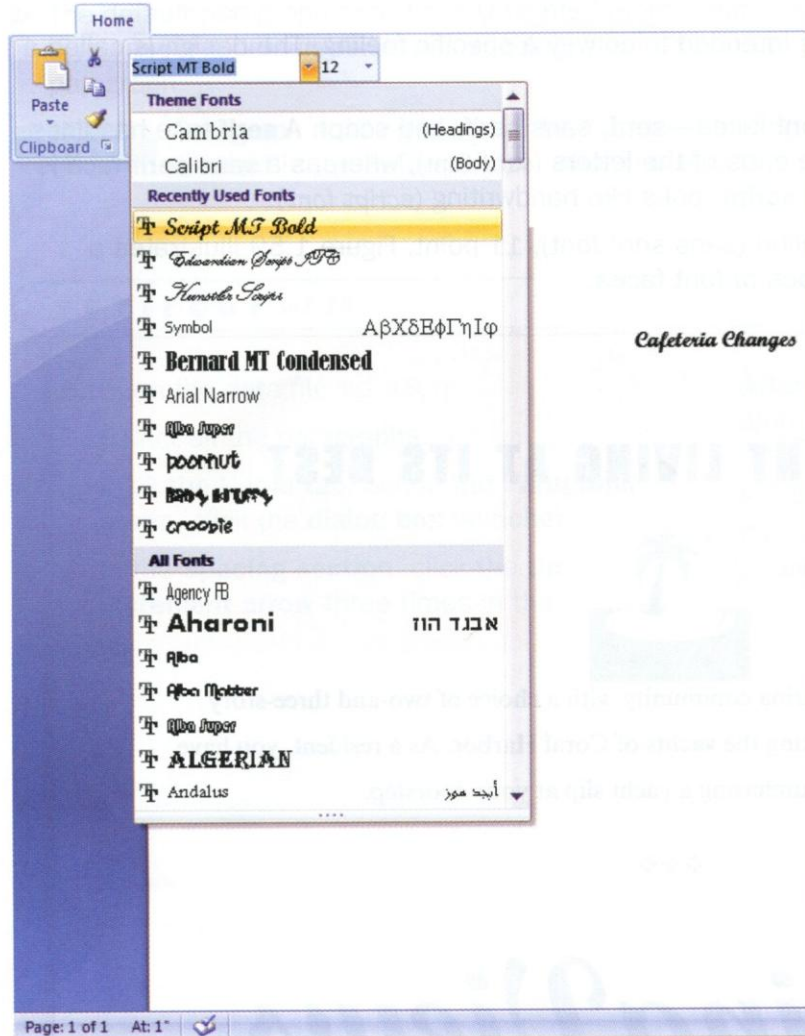 Home
Script MT Bold 12
Paste
Clipboard
Theme Fonts
Cambria (Headings)
Calibri (Body)
Recently Used Fonts
Script MT Bold
Edwardian Script ITC
Kunstler Script
Symbol ΑβΧδΕφΓηΙφ
Bernard MT Condensed
Arial Narrow
Alba Super
Poornut
Baby Kruffy
Croobie
All Fonts
Agency FB
Aharoni אבגד הוז
Alba
Alba Matter
Alba Super
ALGERIAN
Andalus أبجد هوز
Cafeteria Changes
Page: 1 of 1 At: 1"